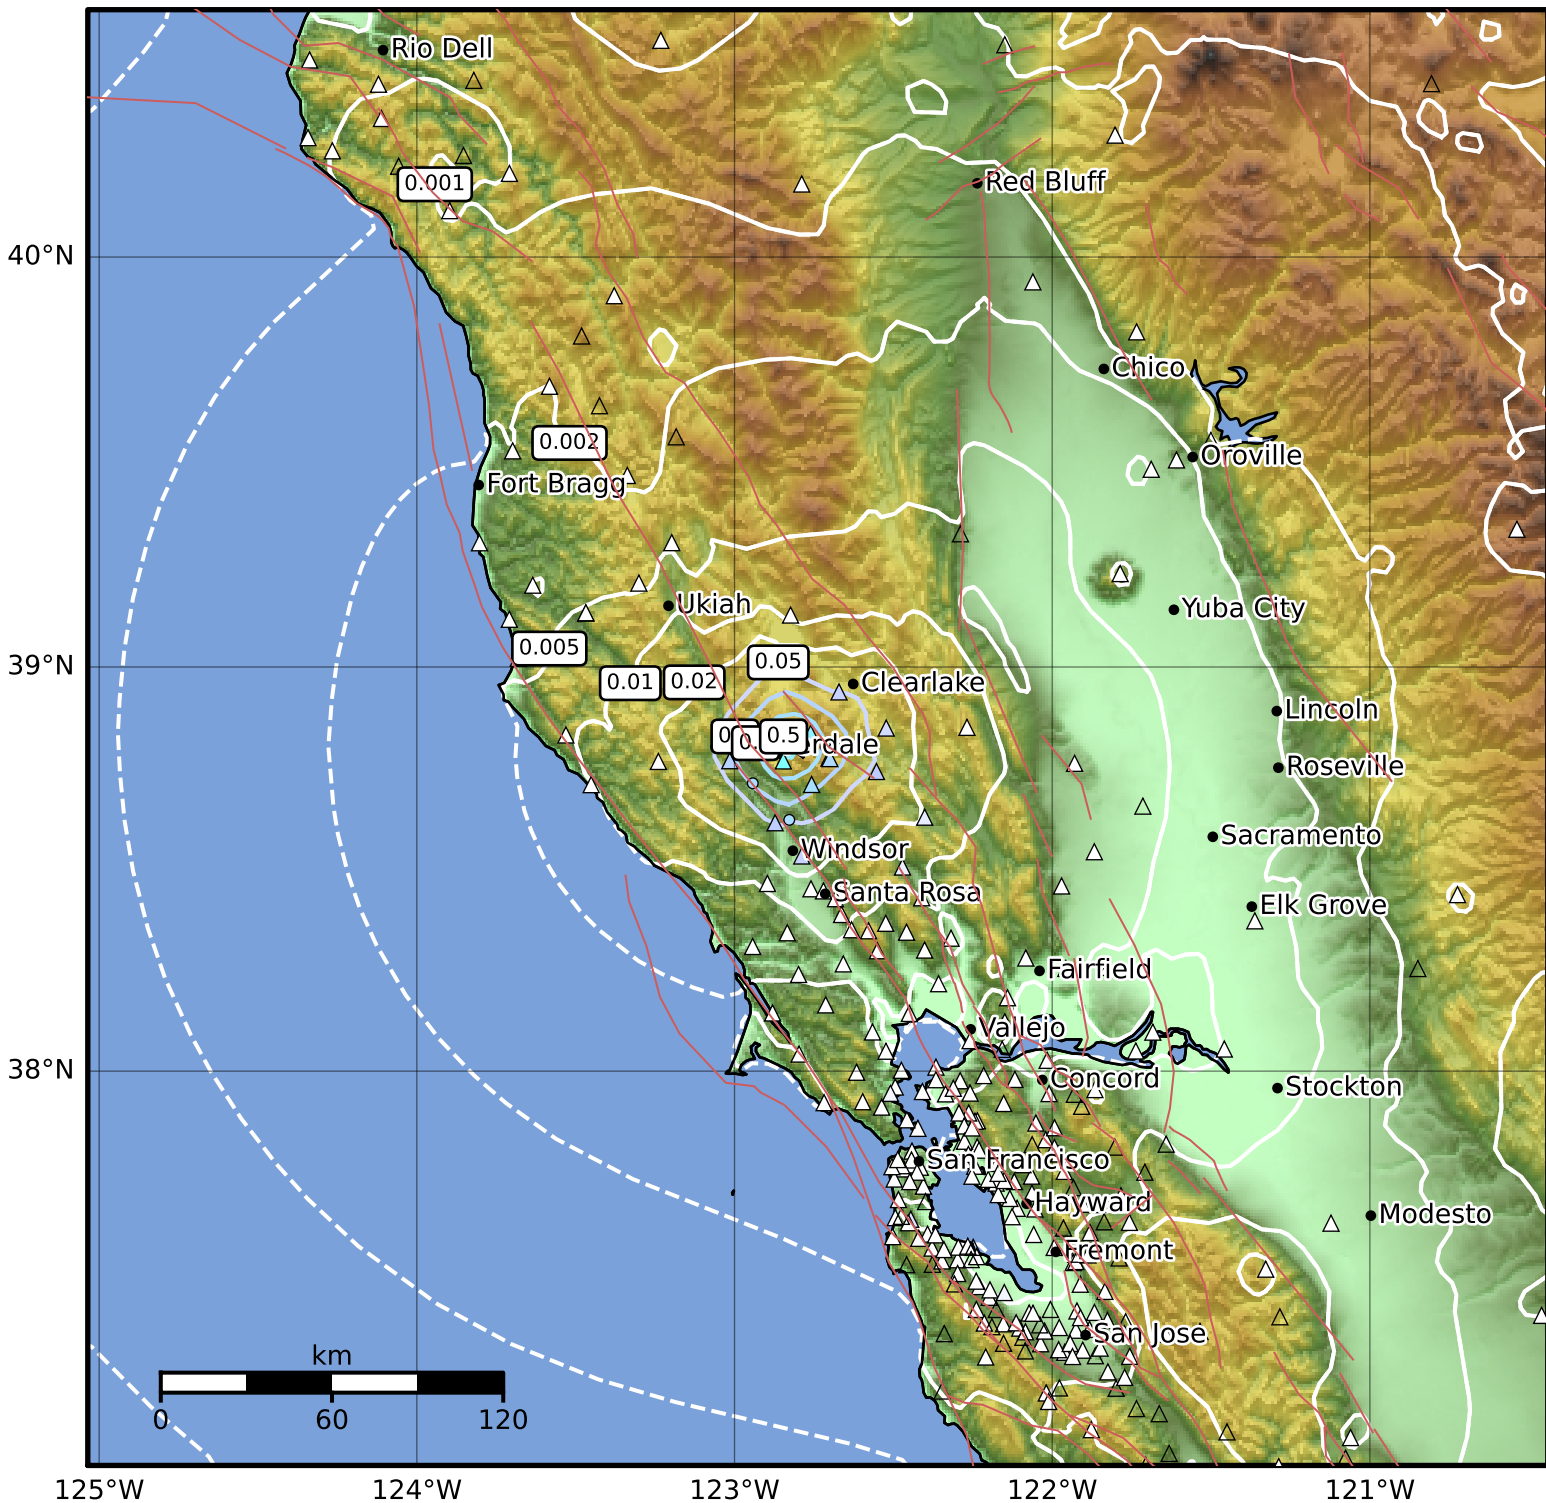 Rio Dell
0.001
Red Bluff
40°N
Chico
0.002
Oroville
Fort Bragg
Ukiah
Yuba City
0.005
39°N
0.05
0.01
0.02
Clearlake
Lincoln
0.5
erdale
Roseville
Sacramento
Windsor
Santa Rosa
Elk Grove
Fairfield
Vallejo
38°N
Concord
Stockton
San Francisco
Hayward
Modesto
Fremont
San Jose
km
0 60 120
125°W 124°W 123°W 122°W 121°W